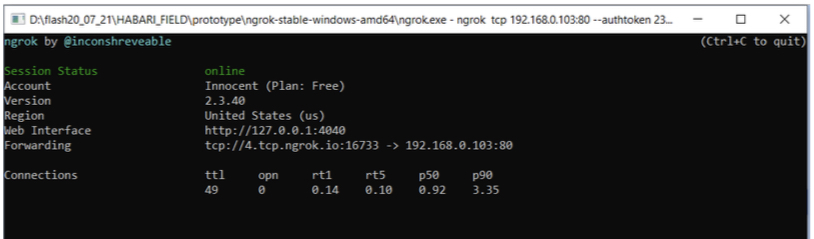 D:\flash20_07_21\HABARI_FIELD\prototype\ngrok-stable-windows-amd64\ngrok.exe - ngrok tcp 192.168.0.103:80 --authtoken 23...
ngrok by @inconshreveable (Ctrl+C to quit)
Session Status online
Account Innocent (Plan: Free)
Version 2.3.40
Region United States (us)
Web Interface http://127.0.0.1:4040
Forwarding tcp://4.tcp.ngrok.io:16733 -> 192.168.0.103:80
Connections ttl opn rt1 rt5 p50 p90
49 0 0.14 0.10 0.92 3.35